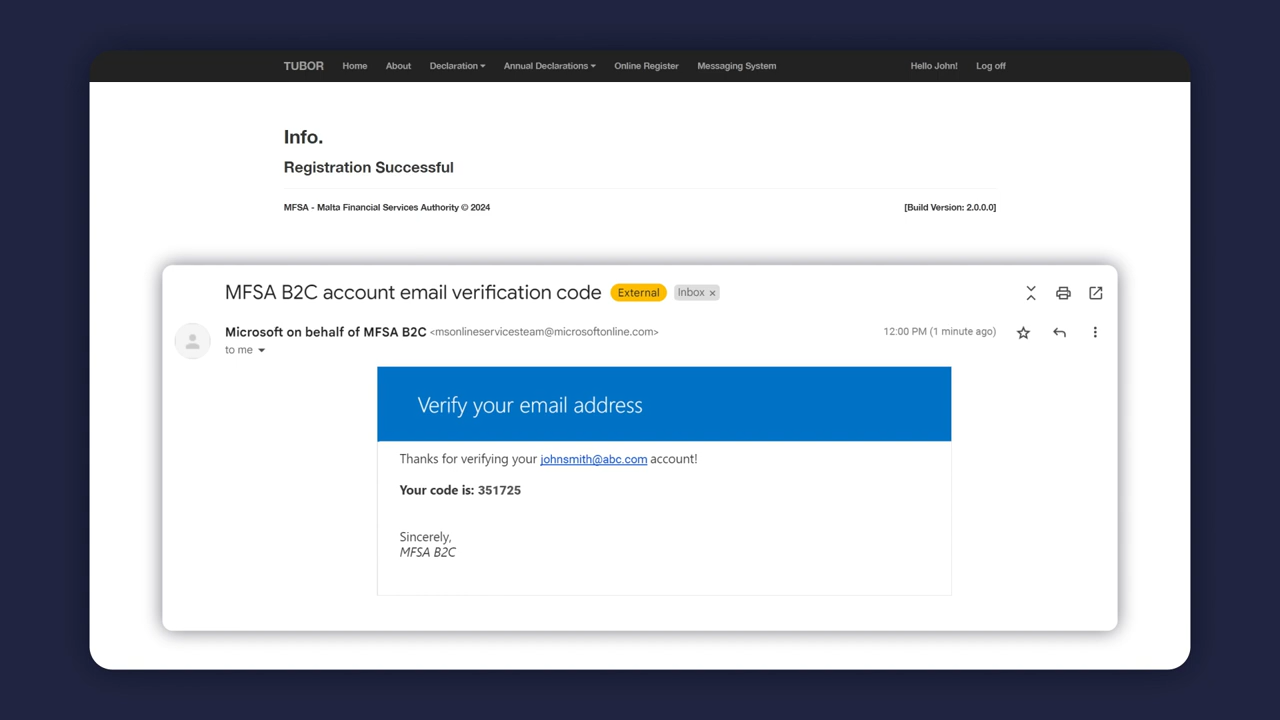 TUBOR Home About Declaration Annual Declarations Online Register Messaging System Hello John! Log off
Info.
Registration Successful
MFSA - Malta Financial Services Authority © 2024 [Build Version: 2.0.0.0]
MFSA B2C account email verification code External Inbox ×
Microsoft on behalf of MFSA B2C <msonlineservicesteam@microsoftonline.com> 12:00 PM (1 minute ago)
to me
Verify your email address
Thanks for verifying your johnsmith@abc.com account!
Your code is: 351725
Sincerely,
MFSA B2C